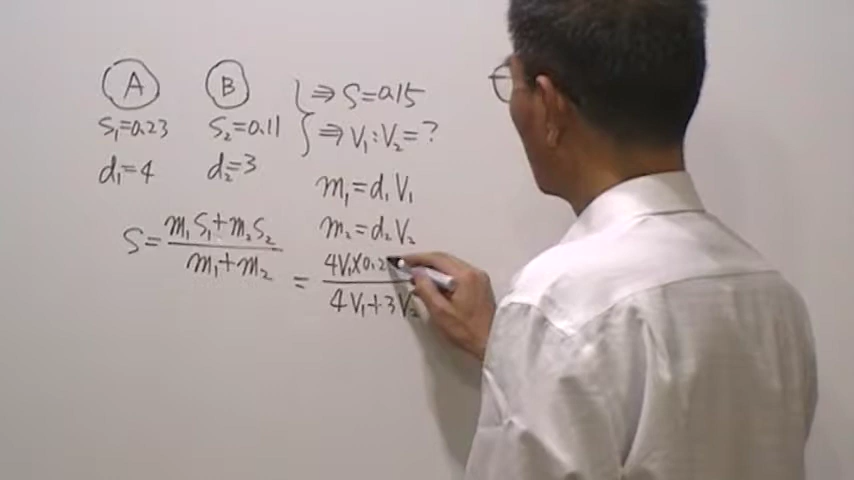 A B
S₁=0.23 S₂=0.11 } ⇒ S=0.15
⇒ V₁:V₂=?
d₁=4 d₂=3
m₁=d₁V₁
m₂=d₂V₂
S= m₁S₁+m₂S₂ / m₁+m₂ = 4V₁×0.2 / 4V₁+3V₂